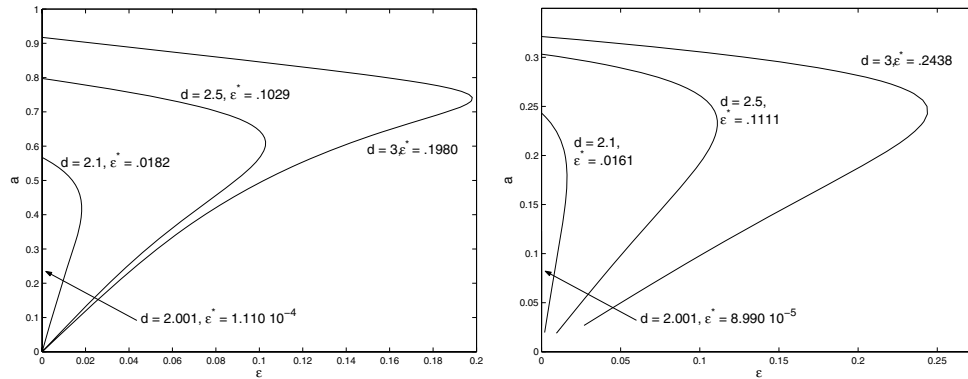 1
0.9
0.8
0.7
0.6
0.5
0.4
0.3
0.2
0.1
0
a
d = 2.5, ε* = .1029
d = 2.1, ε* = .0182
d = 3,ε* = .1980
d = 2.001, ε* = 1.110 10⁻⁴
0 0.02 0.04 0.06 0.08 0.1 0.12 0.14 0.16 0.18 0.2
ε
0.35
0.3
0.25
0.2
0.15
0.1
0.05
0
a
d = 3,ε* = .2438
d = 2.5,
ε* = .1111
d = 2.1,
ε* = .0161
d = 2.001, ε* = 8.990 10⁻⁵
0 0.05 0.1 0.15 0.2 0.25
ε